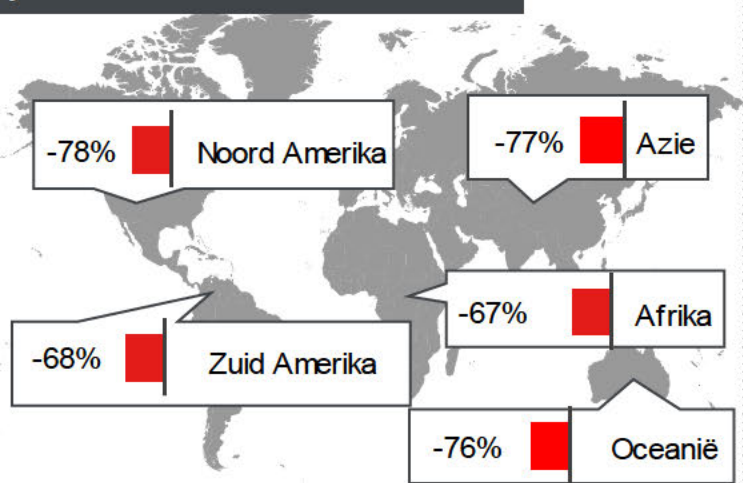 -78% Noord Amerika
-77% Azie
-67% Afrika
-68% Zuid Amerika
-76% Oceanië